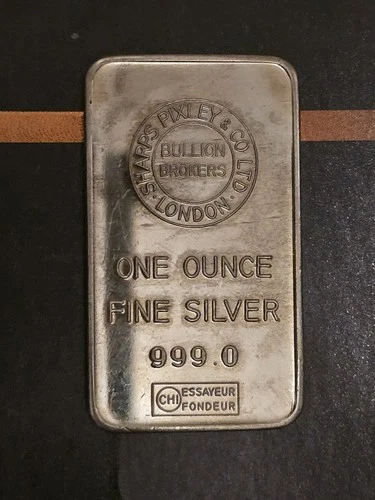 SHARPS PIXLEY & CO LTD · LONDON ·
BULLION
BROKERS
ONE OUNCE
FINE SILVER
999.0
CHI ESSAYEUR
FONDEUR